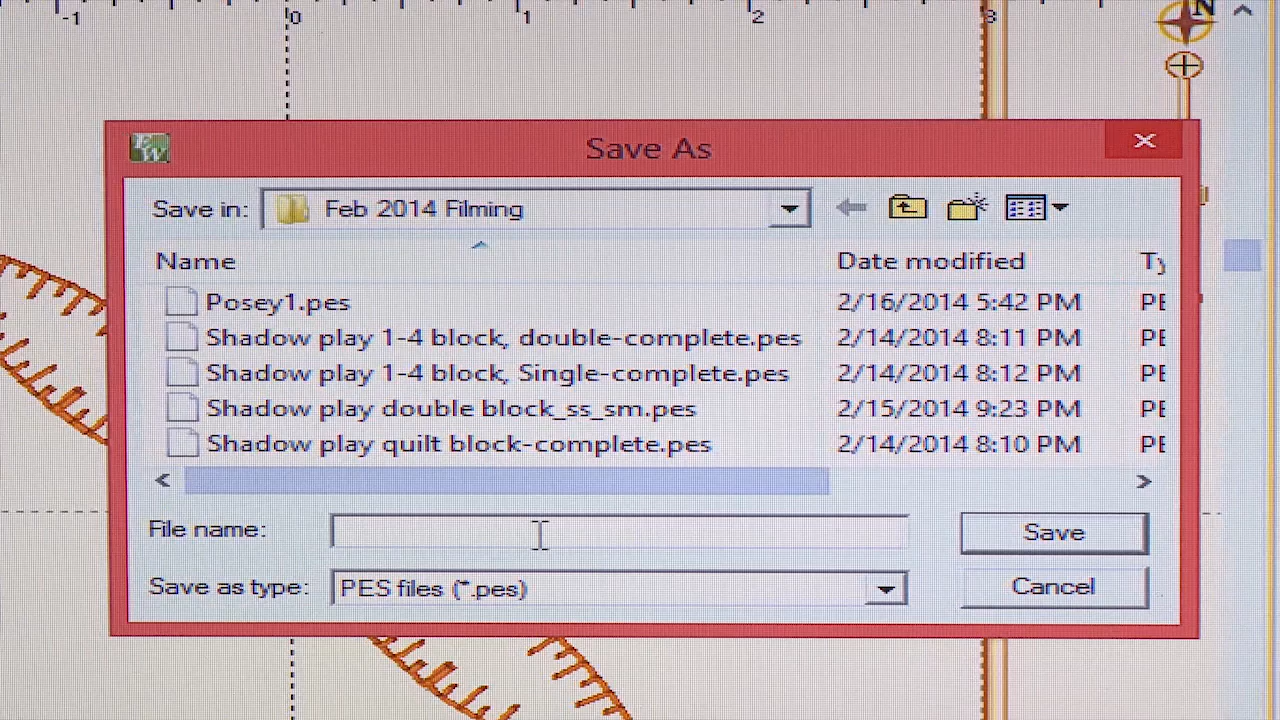 -1 0 1 2 3
N
EW
Save As
Save in: Feb 2014 Filming
Name Date modified Ty
Posey1.pes 2/16/2014 5:42 PM PE
Shadow play 1-4 block, double-complete.pes 2/14/2014 8:11 PM PE
Shadow play 1-4 block, Single-complete.pes 2/14/2014 8:12 PM PE
Shadow play double block_ss_sm.pes 2/15/2014 9:23 PM PE
Shadow play quilt block-complete.pes 2/14/2014 8:10 PM PE
File name: Save
Save as type: PES files (*.pes) Cancel